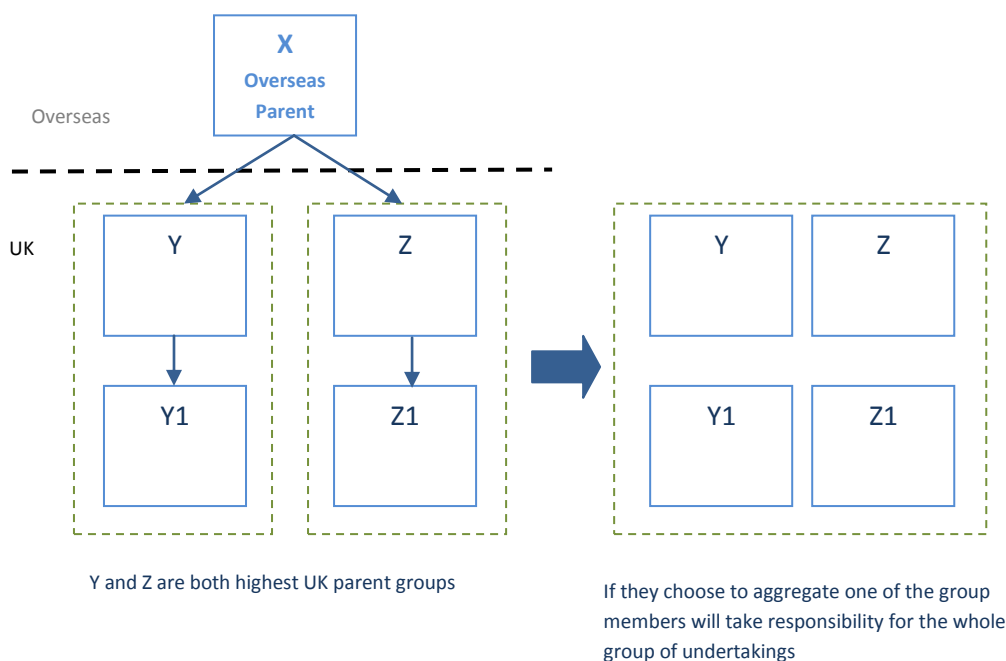 X
Overseas
Parent
Overseas
UK
Y
Z
Y1
Z1
Y
Z
Y1
Z1
Y and Z are both highest UK parent groups
If they choose to aggregate one of the group
members will take responsibility for the whole
group of undertakings